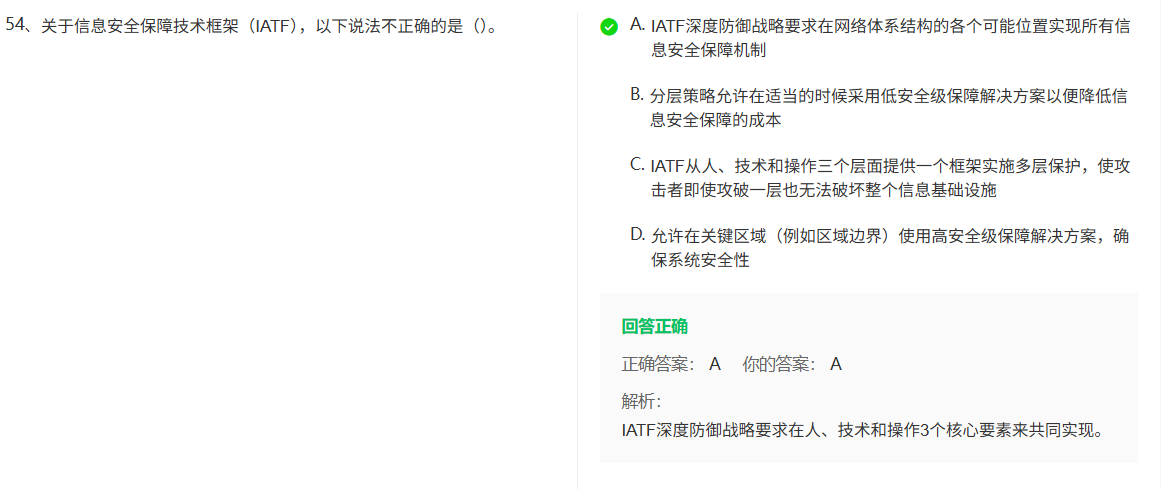 54、关于信息安全保障技术框架（IATF），以下说法不正确的是（）。
A. IATF深度防御战略要求在网络体系结构的各个可能位置实现所有信
息安全保障机制
B. 分层策略允许在适当的时候采用低安全级保障解决方案以便降低信
息安全保障的成本
C. IATF从人、技术和操作三个层面提供一个框架实施多层保护，使攻
击者即使攻破一层也无法破坏整个信息基础设施
D. 允许在关键区域（例如区域边界）使用高安全级保障解决方案，确
保系统安全性
回答正确
正确答案： A 你的答案： A
解析：
IATF深度防御战略要求在人、技术和操作3个核心要素来共同实现。